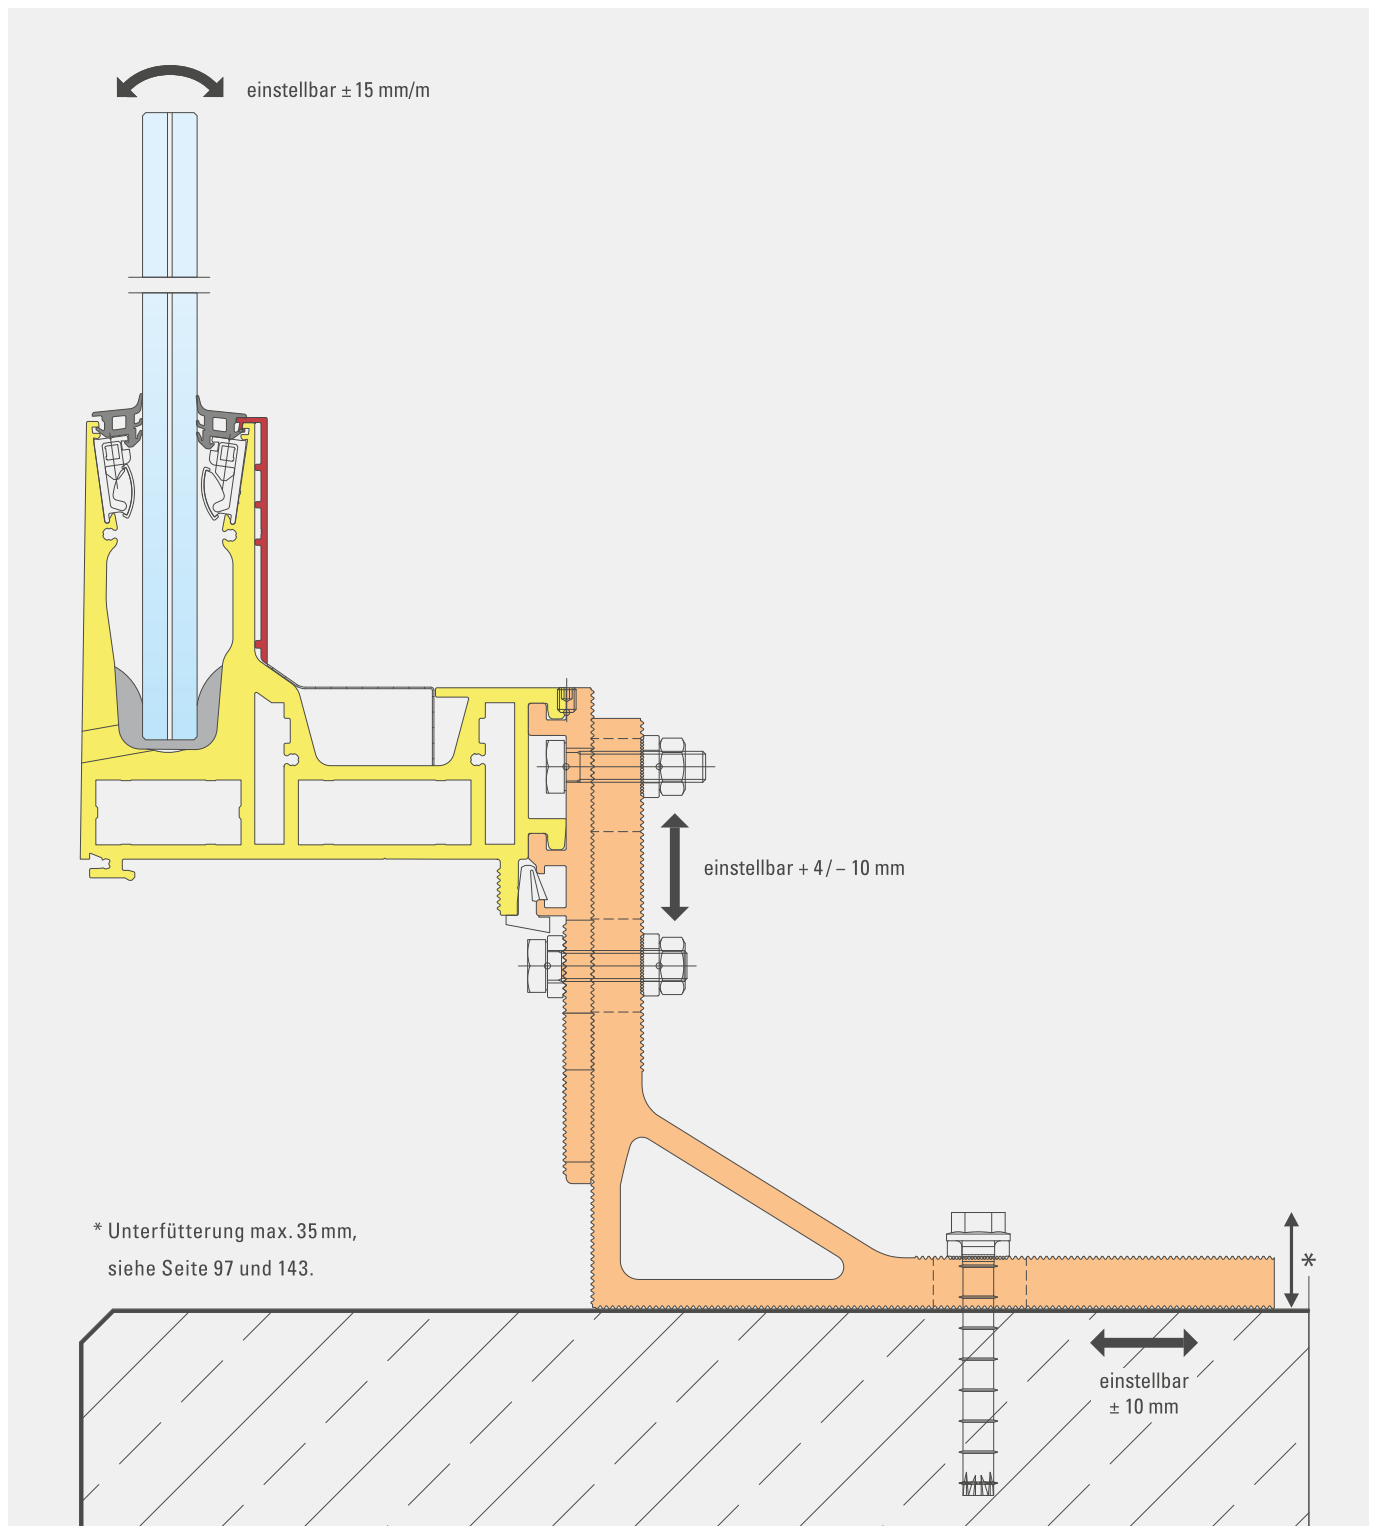 einstellbar ± 15 mm/m
einstellbar + 4 / – 10 mm
* Unterfütterung max. 35 mm,
siehe Seite 97 und 143.
*
einstellbar
± 10 mm